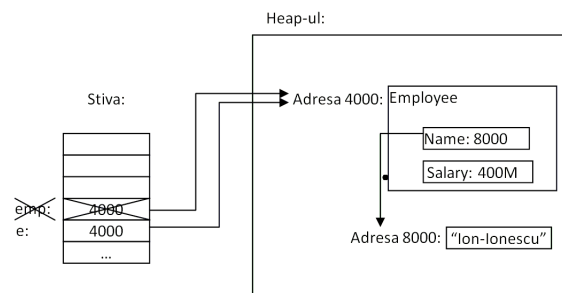 Heap-ul:
Stiva:
Adresa 4000:
Employee
Name: 8000
Salary: 400M
emp:
4000
e:
4000
...
Adresa 8000:
“Ion-Ionescu”